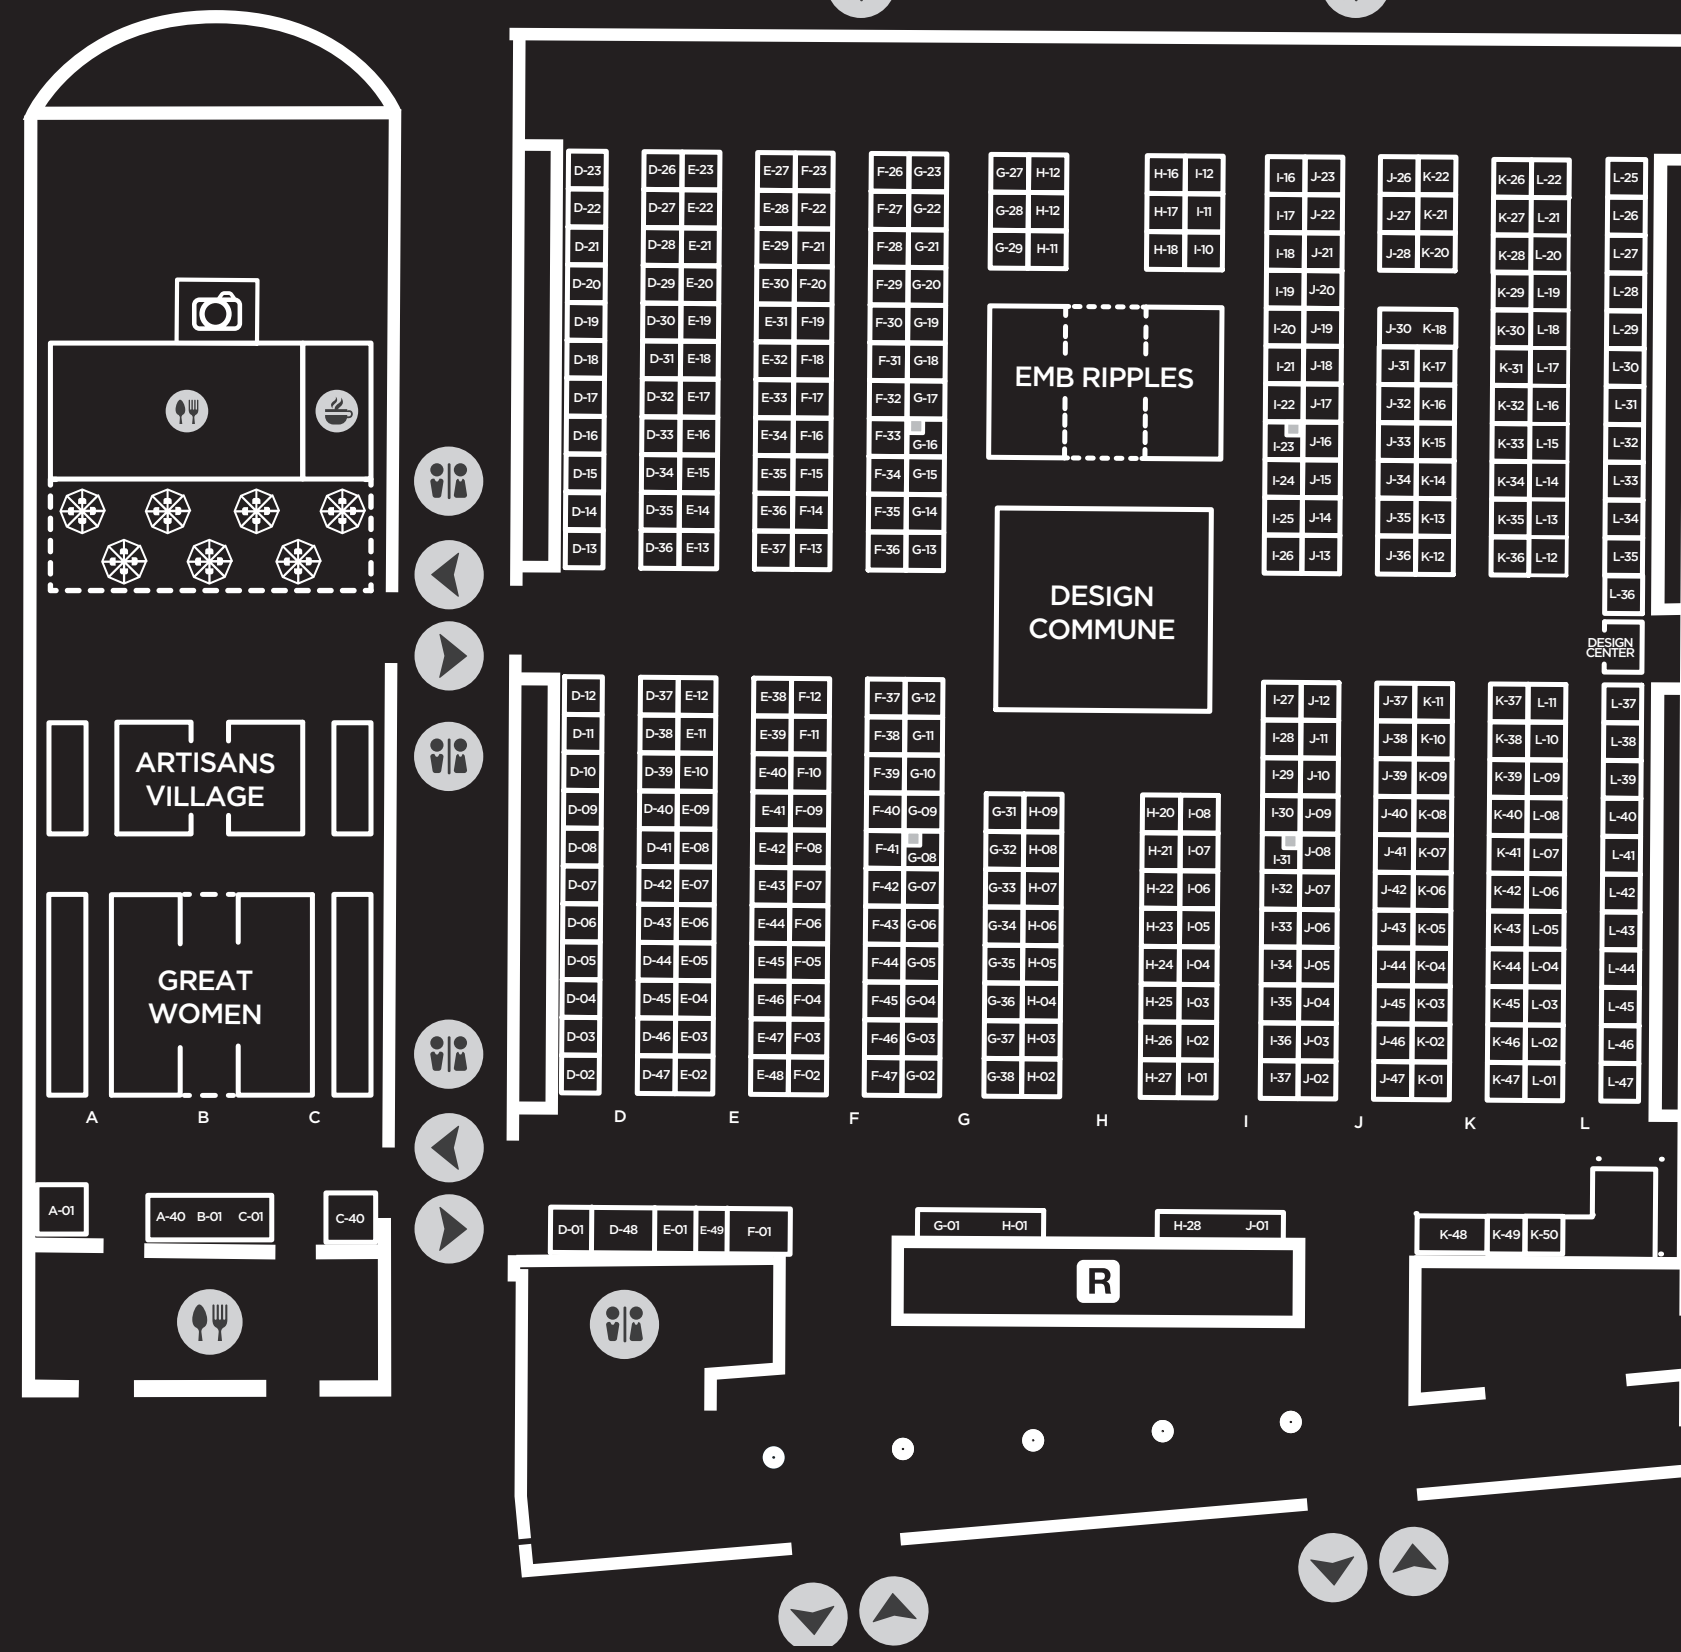 D-23 D-26 E-23 E-27 F-23 F-26 G-23 G-27 H-12 H-16 I-12 I-16 J-23 J-26 K-22 K-26 L-22 L-25
D-22 D-27 E-22 E-28 F-22 F-27 G-22 G-28 H-12 H-17 I-11 I-17 J-22 J-27 K-21 K-27 L-21 L-26
D-21 D-28 E-21 E-29 F-21 F-28 G-21 G-29 H-11 H-18 I-10 I-18 J-21 J-28 K-20 K-28 L-20 L-27
D-20 D-29 E-20 E-30 F-20 F-29 G-20 I-19 J-20 K-29 L-19 L-28
D-19 D-30 E-19 E-31 F-19 F-30 G-19 I-20 J-19 J-30 K-18 K-30 L-18 L-29
D-18 D-31 E-18 E-32 F-18 F-31 G-18 I-21 J-18 J-31 K-17 K-31 L-17 L-30
EMB RIPPLES
D-17 D-32 E-17 E-33 F-17 F-32 G-17 I-22 J-17 J-32 K-16 K-32 L-16 L-31
D-16 D-33 E-16 E-34 F-16 F-33 G-16 I-23 J-16 J-33 K-15 K-33 L-15 L-32
D-15 D-34 E-15 E-35 F-15 F-34 G-15 I-24 J-15 J-34 K-14 K-34 L-14 L-33
D-14 D-35 E-14 E-36 F-14 F-35 G-14 I-25 J-14 J-35 K-13 K-35 L-13 L-34
D-13 D-36 E-13 E-37 F-13 F-36 G-13 I-26 J-13 J-36 K-12 K-36 L-12 L-35
L-36
DESIGN
COMMUNE
DESIGN
CENTER
D-12 D-37 E-12 E-38 F-12 F-37 G-12 I-27 J-12 J-37 K-11 K-37 L-11 L-37
D-11 D-38 E-11 E-39 F-11 F-38 G-11 I-28 J-11 J-38 K-10 K-38 L-10 L-38
ARTISANS
VILLAGE
D-10 D-39 E-10 E-40 F-10 F-39 G-10 I-29 J-10 J-39 K-09 K-39 L-09 L-39
D-09 D-40 E-09 E-41 F-09 F-40 G-09 G-31 H-09 H-20 I-08 I-30 J-09 J-40 K-08 K-40 L-08 L-40
D-08 D-41 E-08 E-42 F-08 F-41 G-08 G-32 H-08 H-21 I-07 I-31 J-08 J-41 K-07 K-41 L-07 L-41
D-07 D-42 E-07 E-43 F-07 F-42 G-07 G-33 H-07 H-22 I-06 I-32 J-07 J-42 K-06 K-42 L-06 L-42
D-06 D-43 E-06 E-44 F-06 F-43 G-06 G-34 H-06 H-23 I-05 I-33 J-06 J-43 K-05 K-43 L-05 L-43
D-05 D-44 E-05 E-45 F-05 F-44 G-05 G-35 H-05 H-24 I-04 I-34 J-05 J-44 K-04 K-44 L-04 L-44
GREAT
WOMEN
D-04 D-45 E-04 E-46 F-04 F-45 G-04 G-36 H-04 H-25 I-03 I-35 J-04 J-45 K-03 K-45 L-03 L-45
D-03 D-46 E-03 E-47 F-03 F-46 G-03 G-37 H-03 H-26 I-02 I-36 J-03 J-46 K-02 K-46 L-02 L-46
D-02 D-47 E-02 E-48 F-02 F-47 G-02 G-38 H-02 H-27 I-01 I-37 J-02 J-47 K-01 K-47 L-01 L-47
A B C D E F G H I J K L
A-01 A-40 B-01 C-01 C-40 D-01 D-48 E-01 E-49 F-01 G-01 H-01 H-28 J-01 K-48 K-49 K-50
R